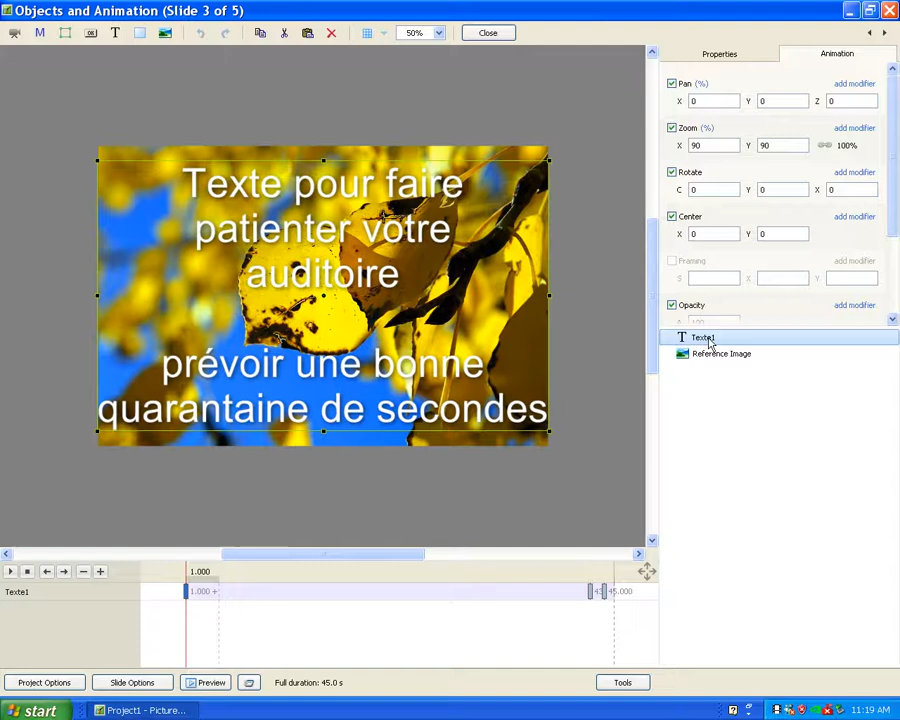 Objects and Animation (Slide 3 of 5)
M
OK
T
50%
Close
Properties
Animation
Pan (%)
add modifier
X 0 Y 0 Z 0
Zoom (%)
add modifier
X 90 Y 90 100%
Rotate
add modifier
C 0 Y 0 X 0
Center
add modifier
X 0 Y 0
Framing
add modifier
S X Y
Opacity
add modifier
A 100
T Texte1
Reference Image
Texte pour faire
patienter votre
auditoire
prévoir une bonne
quarantaine de secondes
1.000
Texte1
1.000 +
45.000
Project Options
Slide Options
Preview
Full duration: 45.0 s
Tools
start
Project1 - Picture...
11:19 AM